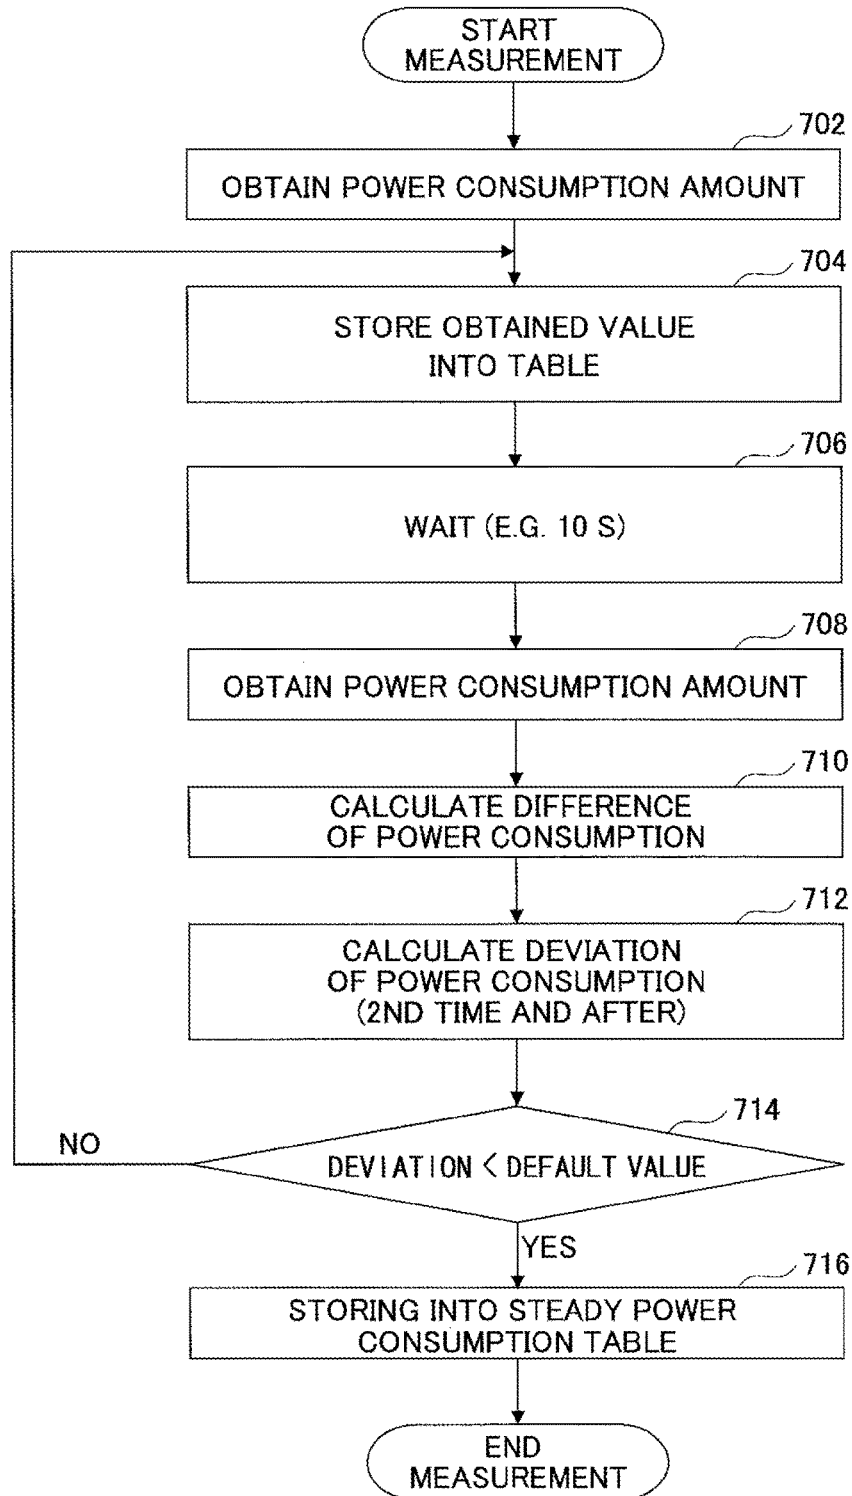 START
MEASUREMENT
702
OBTAIN POWER CONSUMPTION AMOUNT
704
STORE OBTAINED VALUE
INTO TABLE
706
WAIT (E.G. 10 S)
708
OBTAIN POWER CONSUMPTION AMOUNT
710
CALCULATE DIFFERENCE
OF POWER CONSUMPTION
712
CALCULATE DEVIATION
OF POWER CONSUMPTION
(2ND TIME AND AFTER)
714
NO
DEVIATION < DEFAULT VALUE
YES
716
STORING INTO STEADY POWER
CONSUMPTION TABLE
END
MEASUREMENT